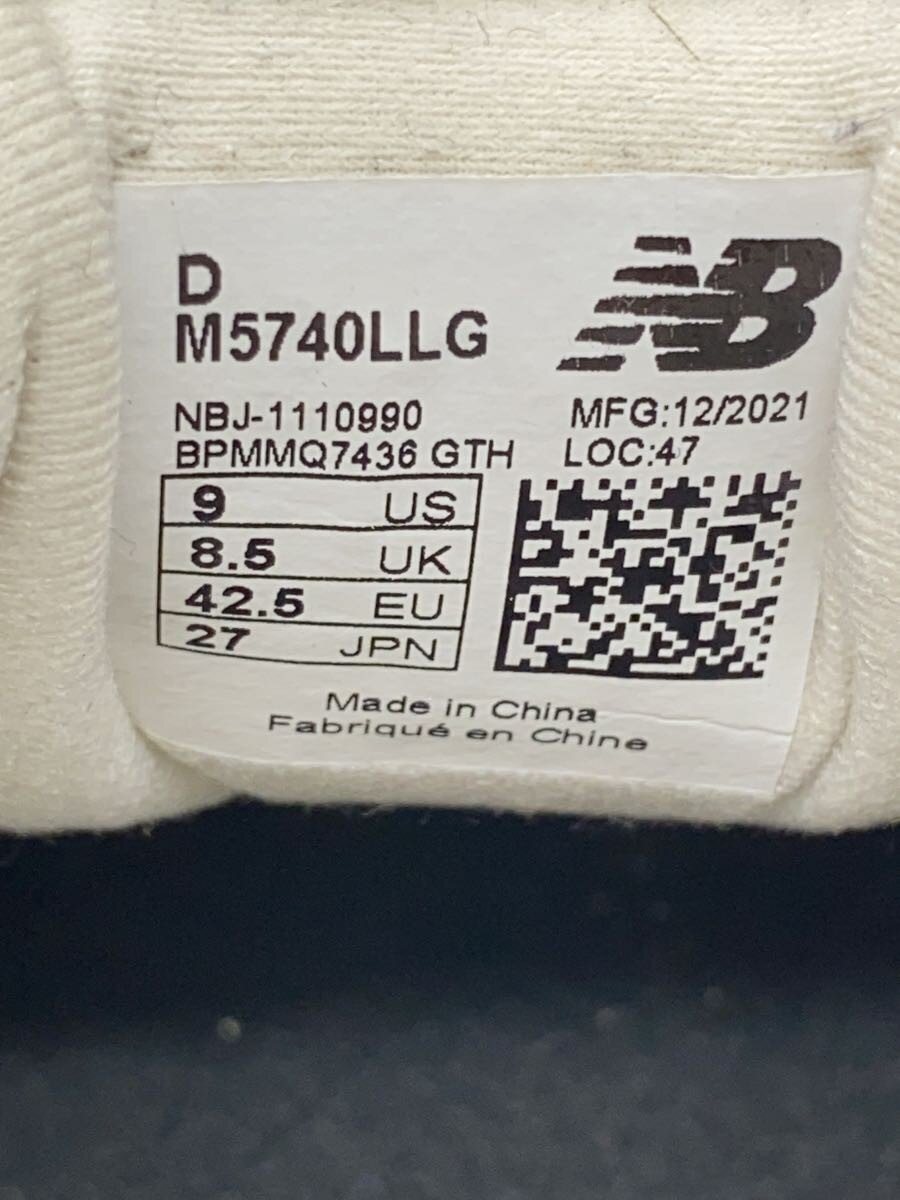 D
M5740LLG
NB
NBJ-1110990
MFG:12/2021
BPMMQ7436 GTH
LOC:47
9 US
8.5 UK
42.5 EU
27 JPN
Made in China
Fabriqué en Chine